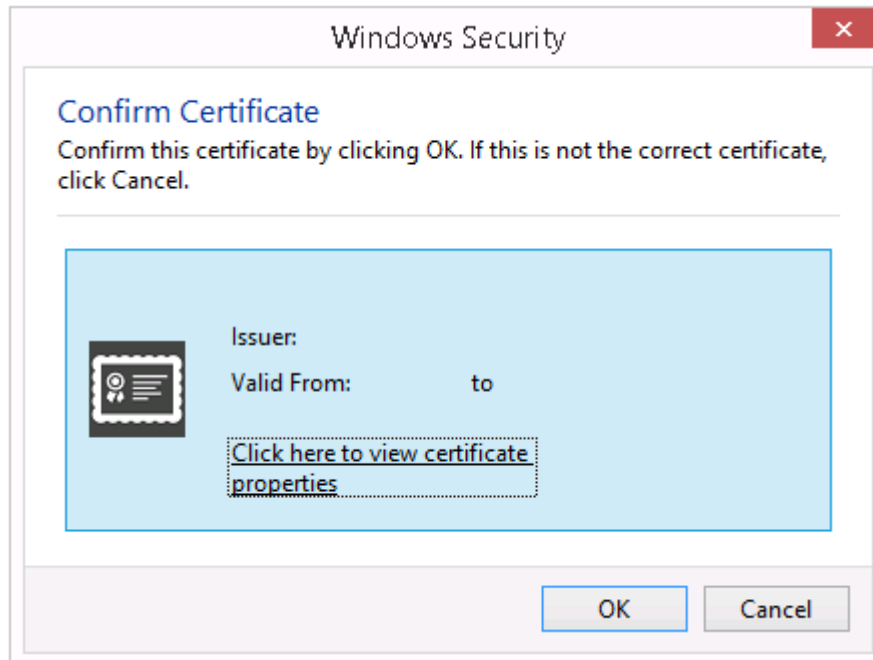 Windows Security
Confirm Certificate
Confirm this certificate by clicking OK. If this is not the correct certificate,
click Cancel.
Issuer:
Valid From: to
Click here to view certificate
properties
OK Cancel